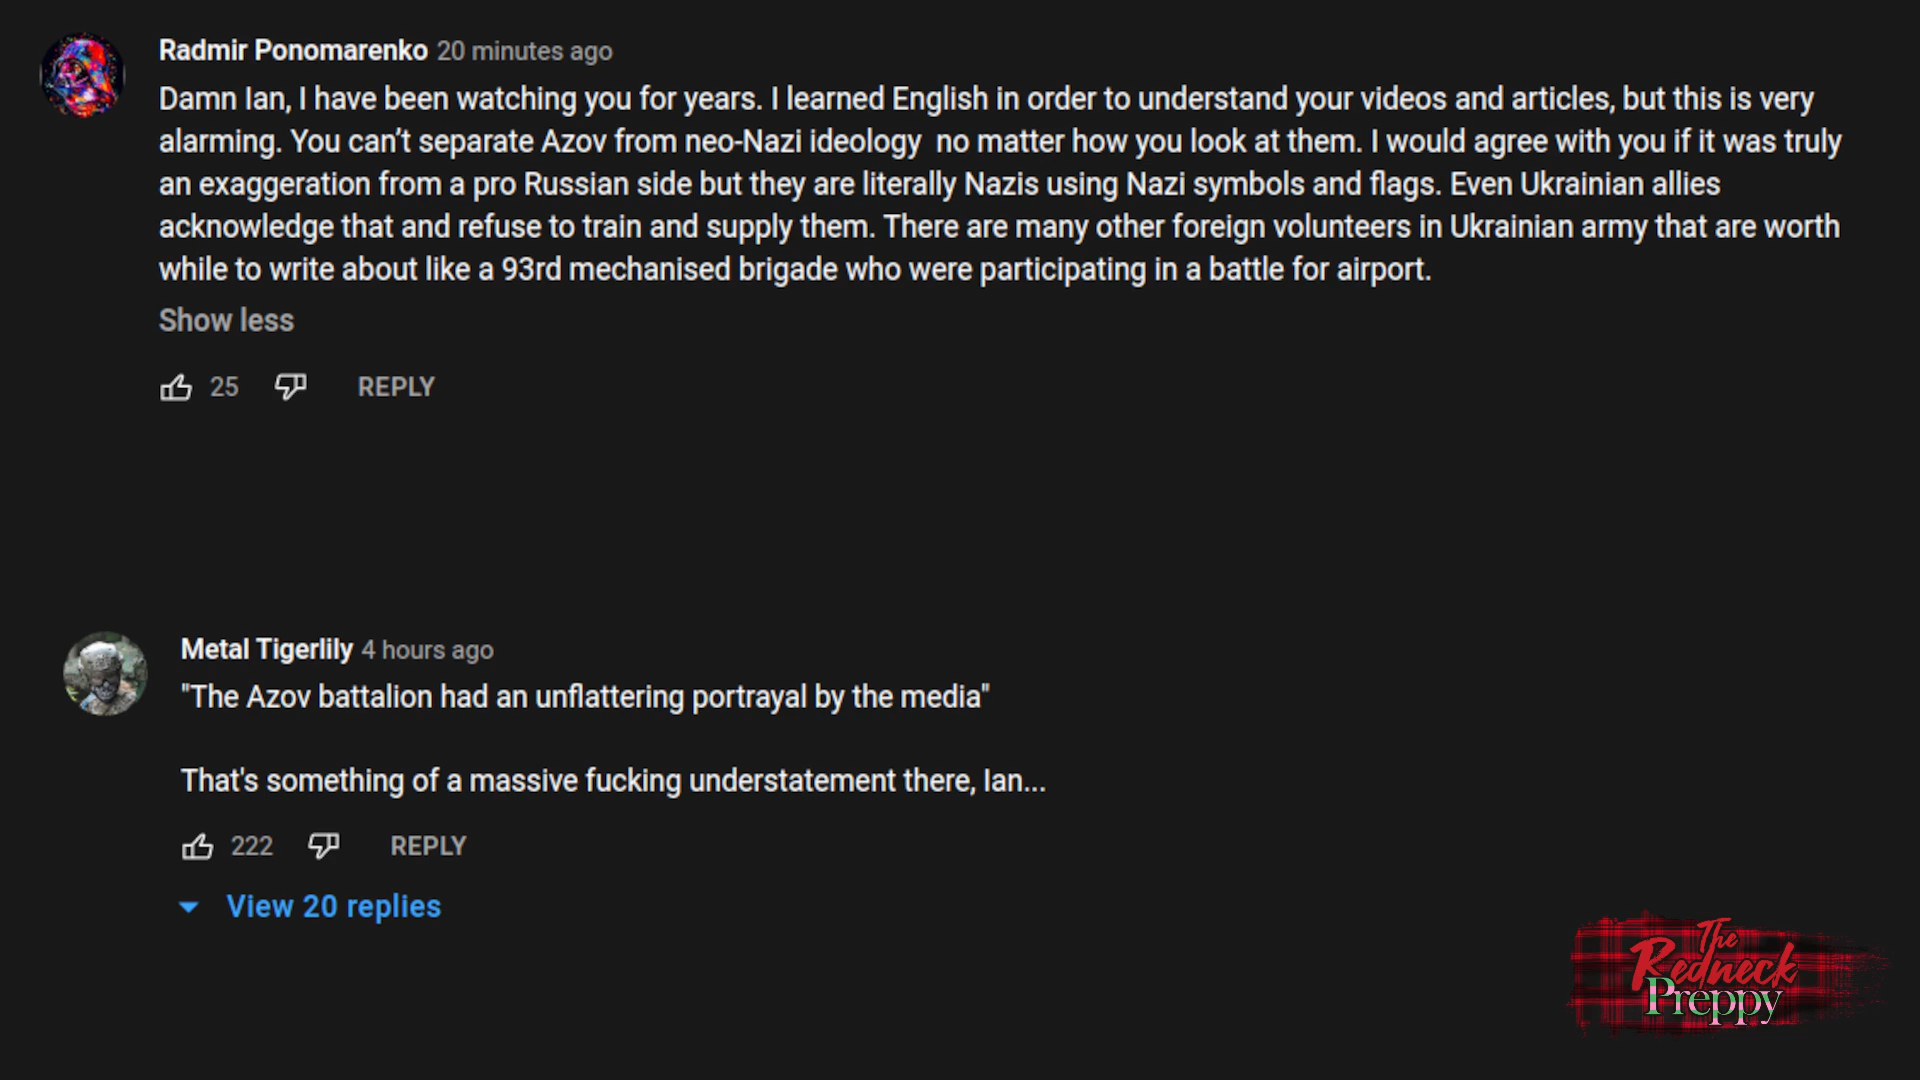 Radmir Ponomarenko 20 minutes ago
Damn Ian, I have been watching you for years. I learned English in order to understand your videos and articles, but this is very
alarming. You can’t separate Azov from neo-Nazi ideology  no matter how you look at them. I would agree with you if it was truly
an exaggeration from a pro Russian side but they are literally Nazis using Nazi symbols and flags. Even Ukrainian allies
acknowledge that and refuse to train and supply them. There are many other foreign volunteers in Ukrainian army that are worth
while to write about like a 93rd mechanised brigade who were participating in a battle for airport.
Show less
25 REPLY
Metal Tigerlily 4 hours ago
"The Azov battalion had an unflattering portrayal by the media"
That's something of a massive fucking understatement there, Ian...
222 REPLY
View 20 replies
The
Redneck
Preppy